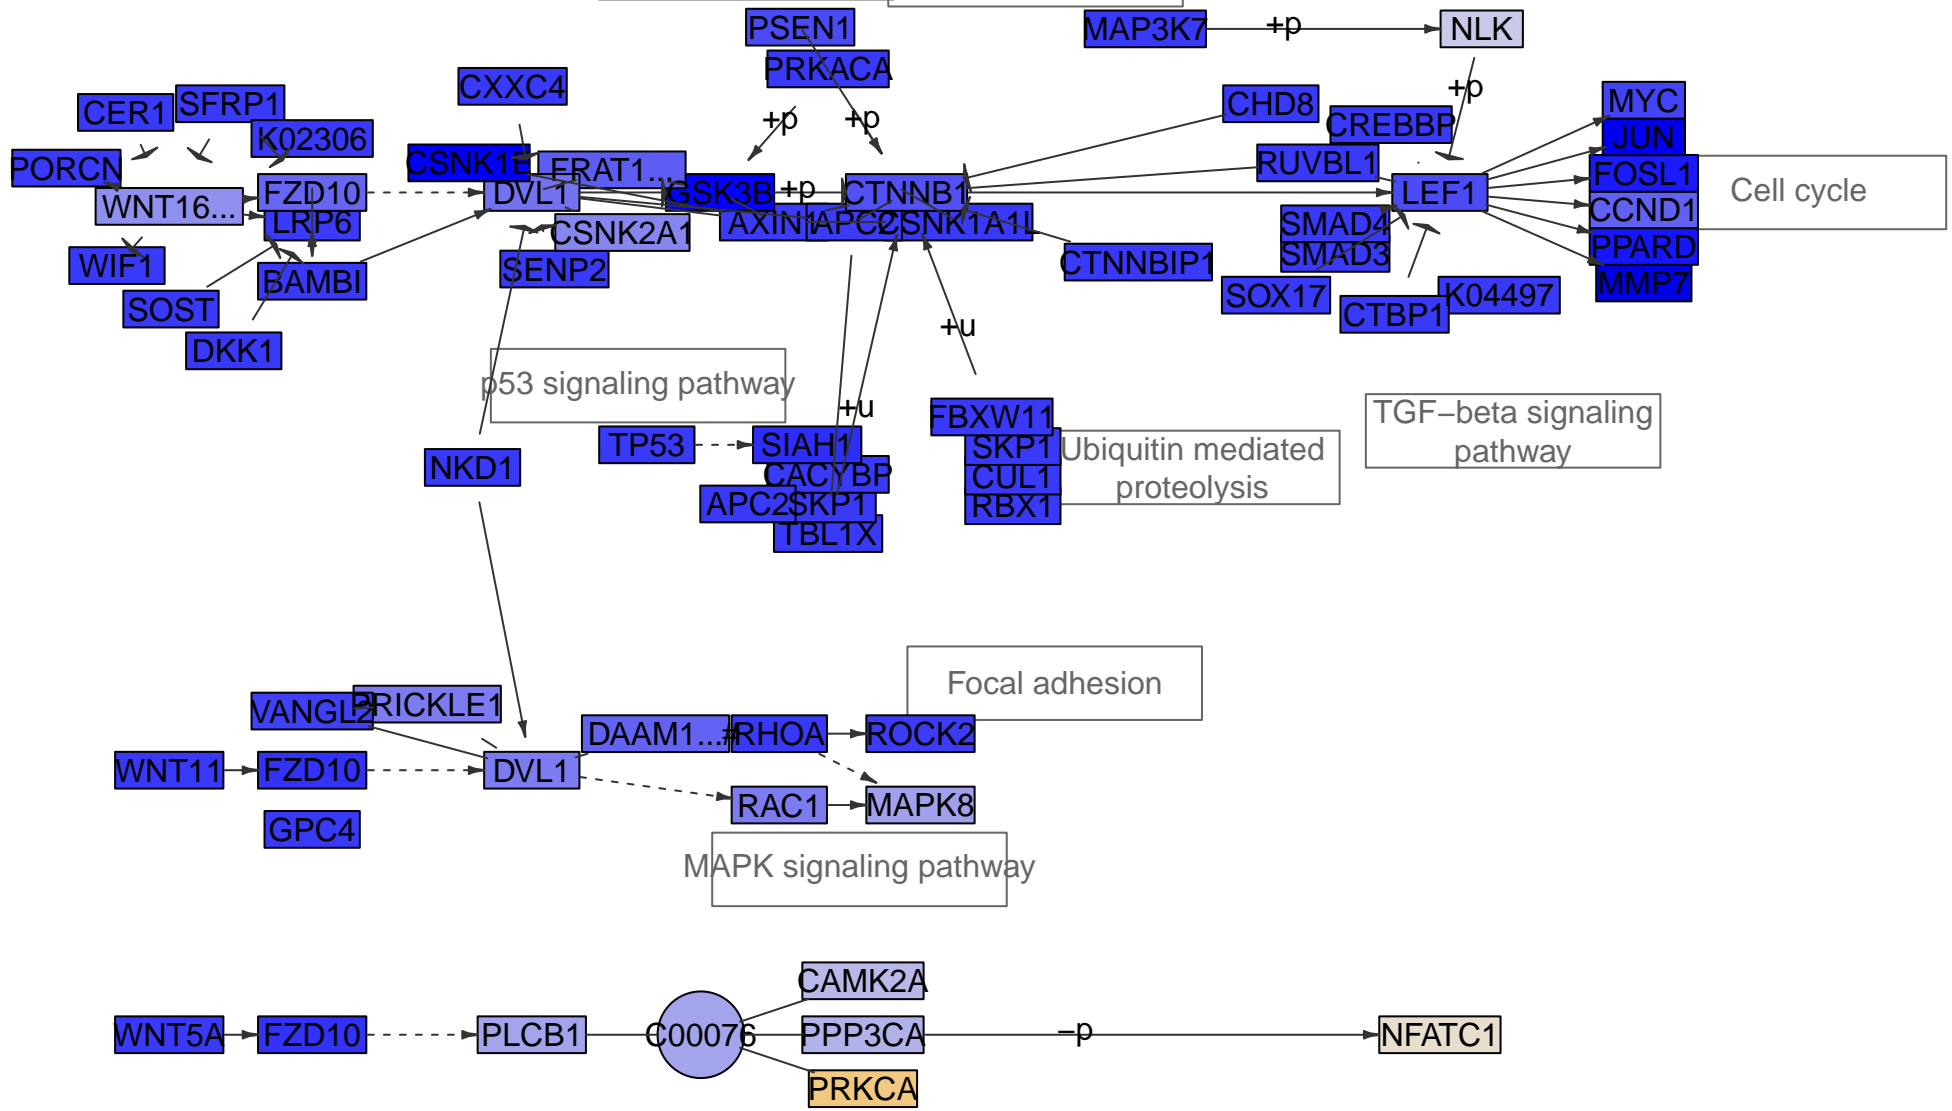 PSEN1
MAP3K7
+p
NLK
PRKACA
CXXC4
CER1
SFRP1
+p
+p
CHD8
+p
MYC
CREBBP
JUN
K02306
PORCN
CSNK1E
FRAT1...
RUVBL1
FOSL1
WNT16...
FZD10
DVL1
GSK3B
+p
CTNNB1
LEF1
Cell cycle
CCND1
LRP6
CSNK2A1
AXIN1
APC2
CSNK1A1L
SMAD4
PPARD
WIF1
BAMBI
SENP2
CTNNBIP1
SMAD3
MMP7
SOST
SOX17
K04497
CTBP1
DKK1
+u
p53 signaling pathway
+u
FBXW11
TGF−beta signaling
pathway
TP53
SIAH1
SKP1
Ubiquitin mediated
proteolysis
NKD1
CACYBP
CUL1
APC2
SKP1
RBX1
TBL1X
Focal adhesion
VANGL2
PRICKLE1
DAAM1...
RHOA
ROCK2
WNT11
FZD10
DVL1
RAC1
MAPK8
GPC4
MAPK signaling pathway
CAMK2A
WNT5A
FZD10
PLCB1
C00076
PPP3CA
−p
NFATC1
PRKCA